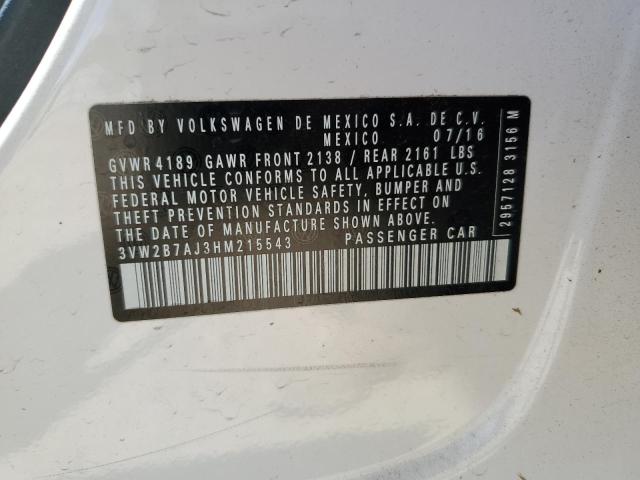 MFD BY VOLKSWAGEN DE MEXICO S.A. DE C.V.
MEXICO 07/16
GVWR 4189 GAWR FRONT 2138 / REAR 2161 LBS
THIS VEHICLE CONFORMS TO ALL APPLICABLE U.S.
FEDERAL MOTOR VEHICLE SAFETY, BUMPER AND
THEFT PREVENTION STANDARDS IN EFFECT ON
THE DATE OF MANUFACTURE SHOWN ABOVE.
3VW2B7AJ3HM215543 PASSENGER CAR
2957128 3156 M